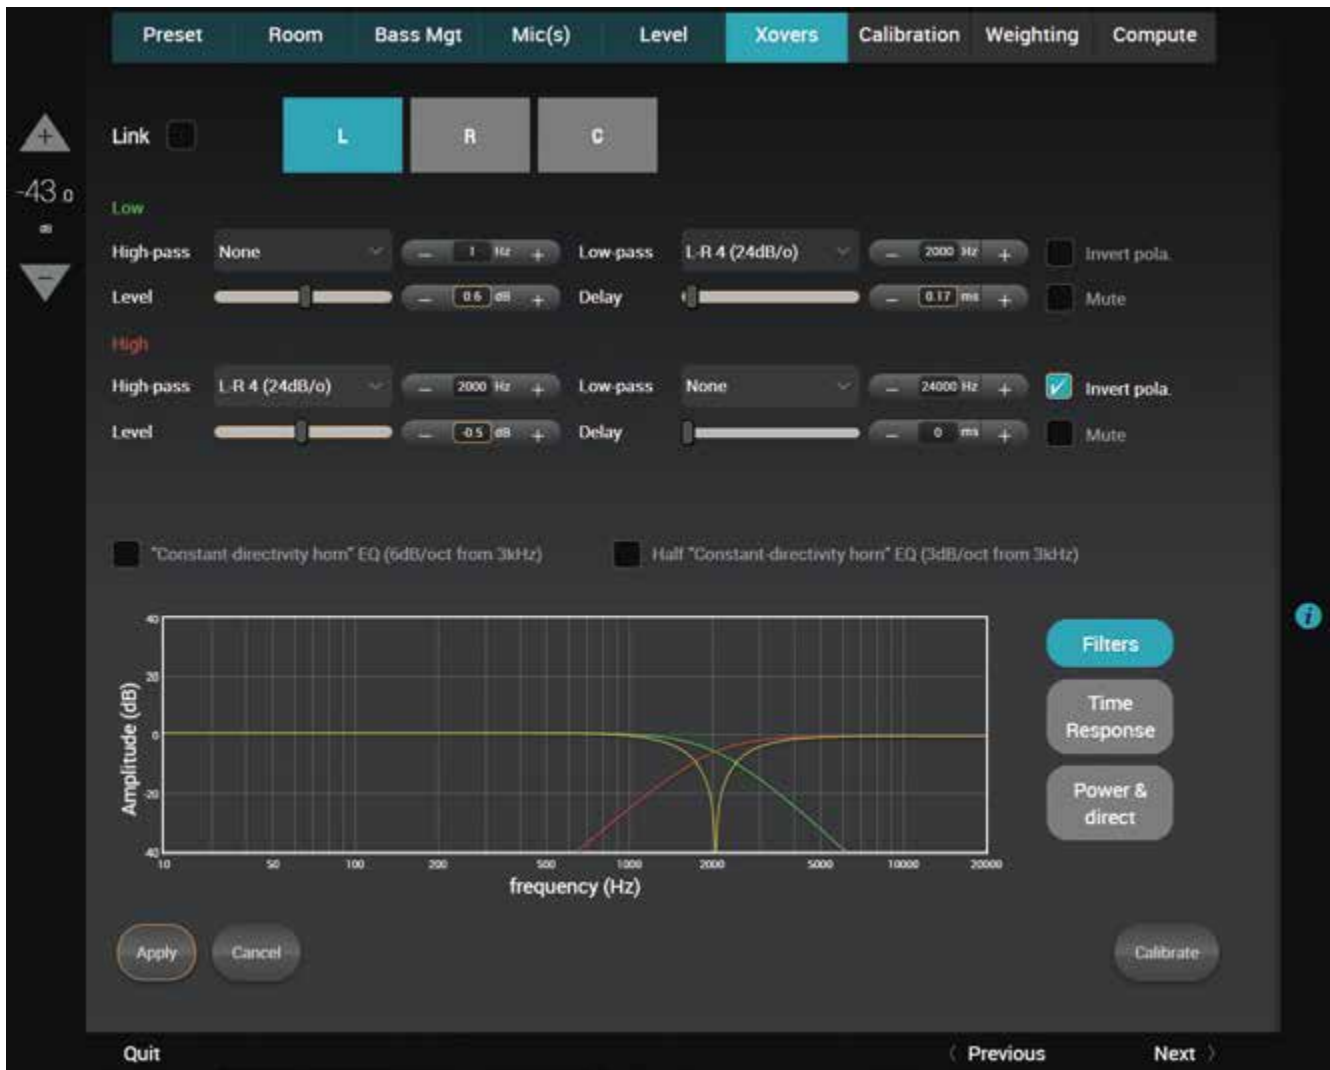 Preset Room Bass Mgt Mic(s) Level Xovers Calibration Weighting Compute
Link L R C
-43.0
dB
Low
High-pass None 1 Hz Low-pass L-R 4 (24dB/o) 2000 Hz Invert pola.
Level 0.6 dB Delay 0.17 ms Mute
High
High-pass L-R 4 (24dB/o) 2000 Hz Low-pass None 24000 Hz Invert pola.
Level -0.5 dB Delay 0 ms Mute
"Constant-directivity horn" EQ (6dB/oct from 3kHz) Half "Constant-directivity horn" EQ (3dB/oct from 3kHz)
40
20
0
-20
-40
Amplitude (dB)
10 50 100 200 500 1000 2000 5000 10000 20000
frequency (Hz)
Filters
Time
Response
Power &
direct
i
Apply Cancel Calibrate
Quit Previous Next